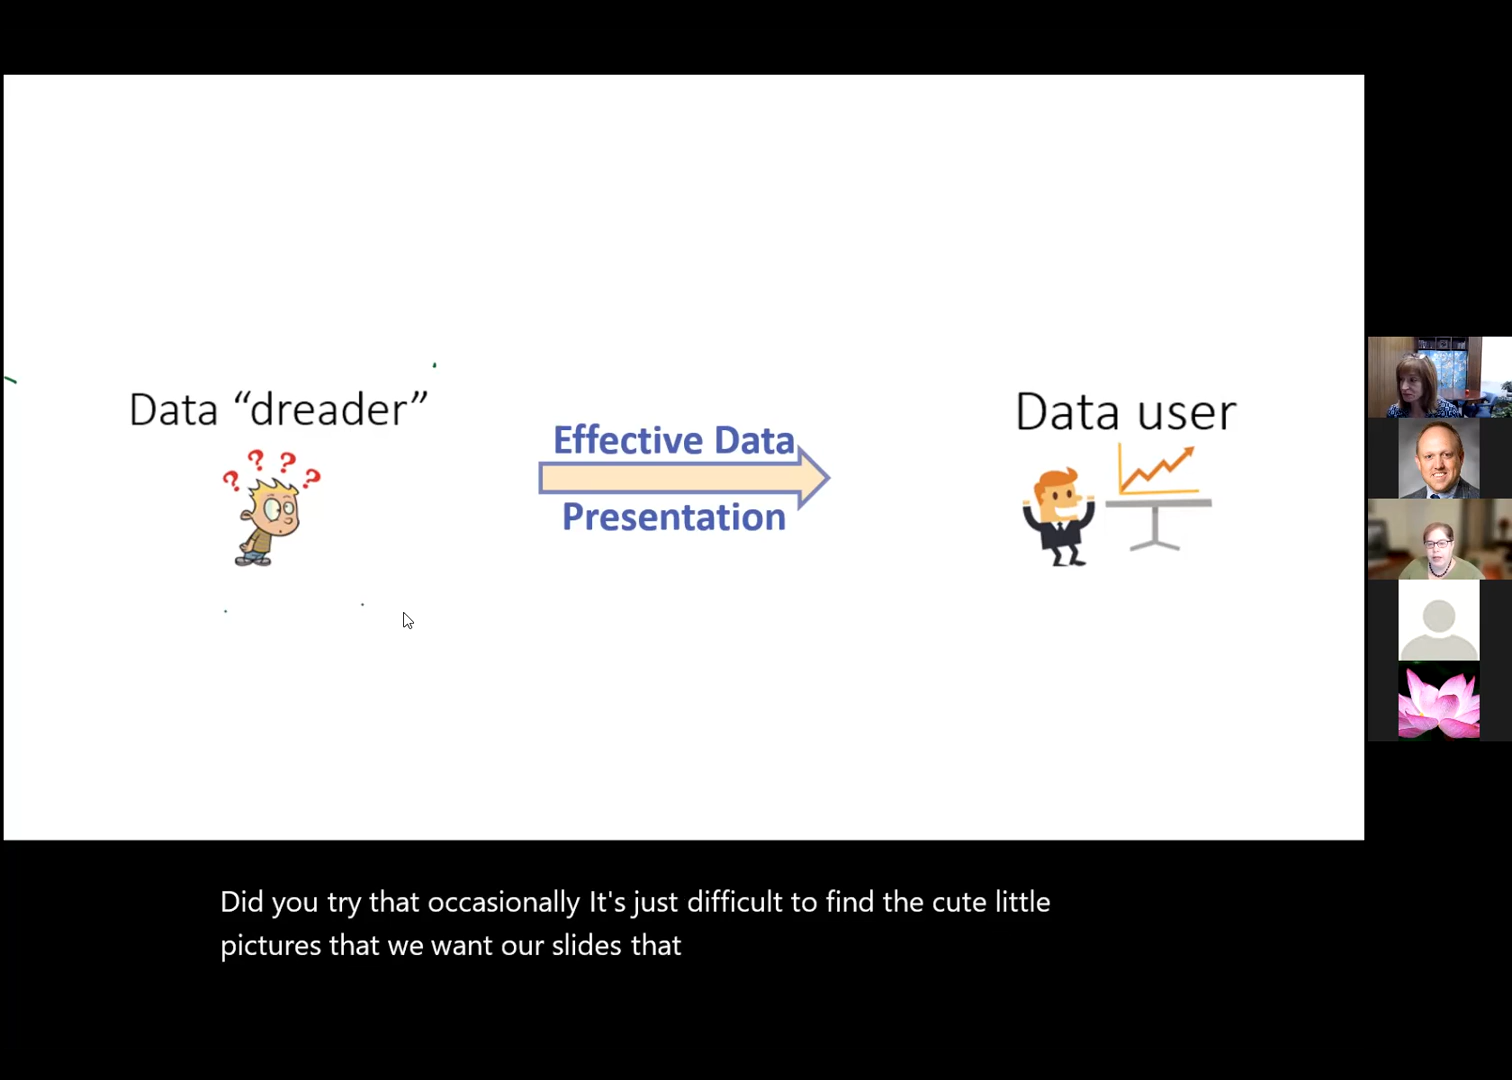 Data “dreader”
? ? ? ?
Effective Data
Presentation
Data user
Did you try that occasionally It's just difficult to find the cute little
pictures that we want our slides that